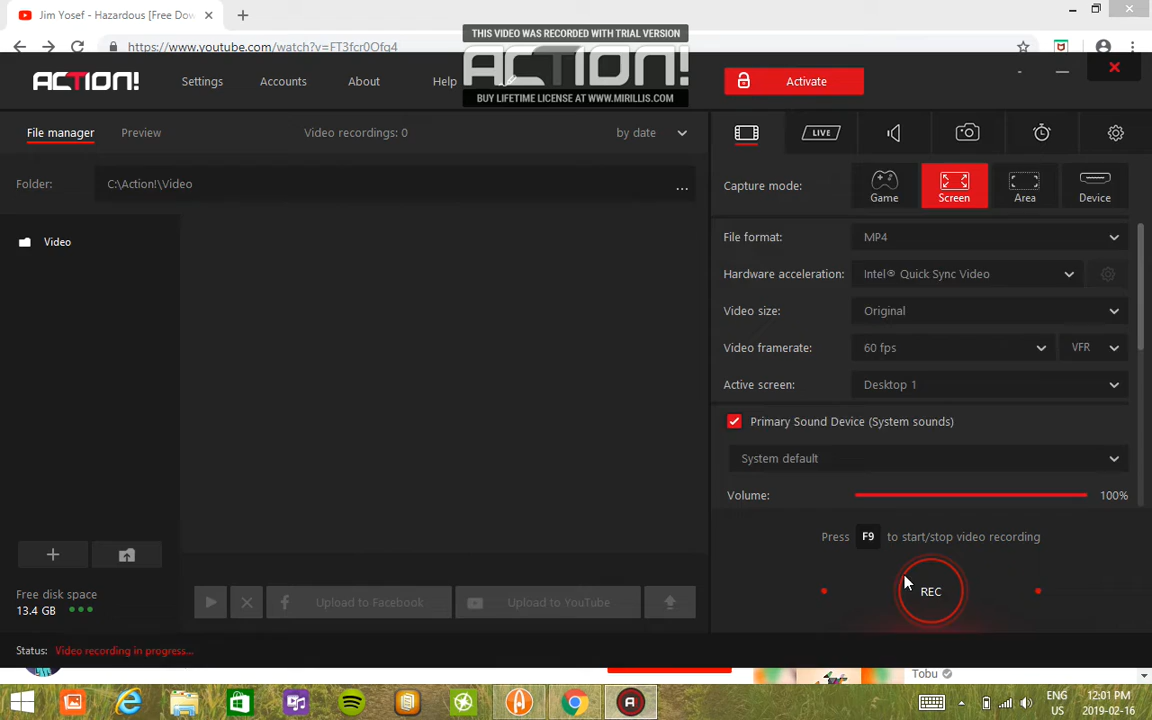 Jim Yosef - Hazardous [Free Dow
https://www.youtube.com/watch?v=FT3fcr0Ofq4
THIS VIDEO WAS RECORDED WITH TRIAL VERSION
ACTION!
BUY LIFETIME LICENSE AT WWW.MIRILLIS.COM
ACTION!
Settings
Accounts
About
Help
Activate
File manager
Preview
Video recordings: 0
by date
LIVE
Folder:
C:\Action!\Video
...
Capture mode:
Game
Screen
Area
Device
Video
File format:
MP4
Hardware acceleration:
Intel® Quick Sync Video
Video size:
Original
Video framerate:
60 fps
VFR
Active screen:
Desktop 1
Primary Sound Device (System sounds)
System default
Volume:
100%
Press F9 to start/stop video recording
REC
Free disk space
13.4 GB
Upload to Facebook
Upload to YouTube
Status: Video recording in progress...
Tobu
ENG
US
12:01 PM
2019-02-16